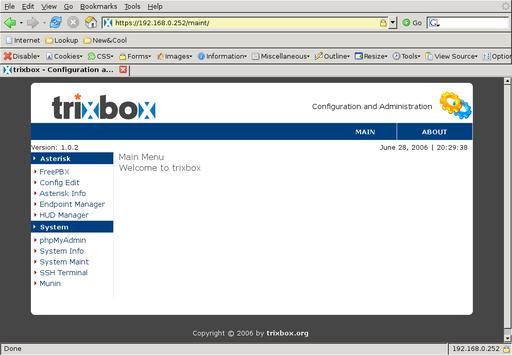 File Edit View Go Bookmarks Tools Help
https://192.168.0.252/maint/ Go G
Internet Lookup New&Cool
Disable Cookies CSS Forms Images Information Miscellaneous Outline Resize Tools View Source Option
trixbox - Configuration a...
trixbox
Configuration and Administration
MAIN ABOUT
Version: 1.0.2 June 28, 2006 | 20:29:38
Asterisk
FreePBX
Config Edit
Asterisk Info
Endpoint Manager
HUD Manager
System
phpMyAdmin
System Info
System Maint
SSH Terminal
Munin
Main Menu
Welcome to trixbox
Copyright © 2006 by trixbox.org
Done 192.168.0.252